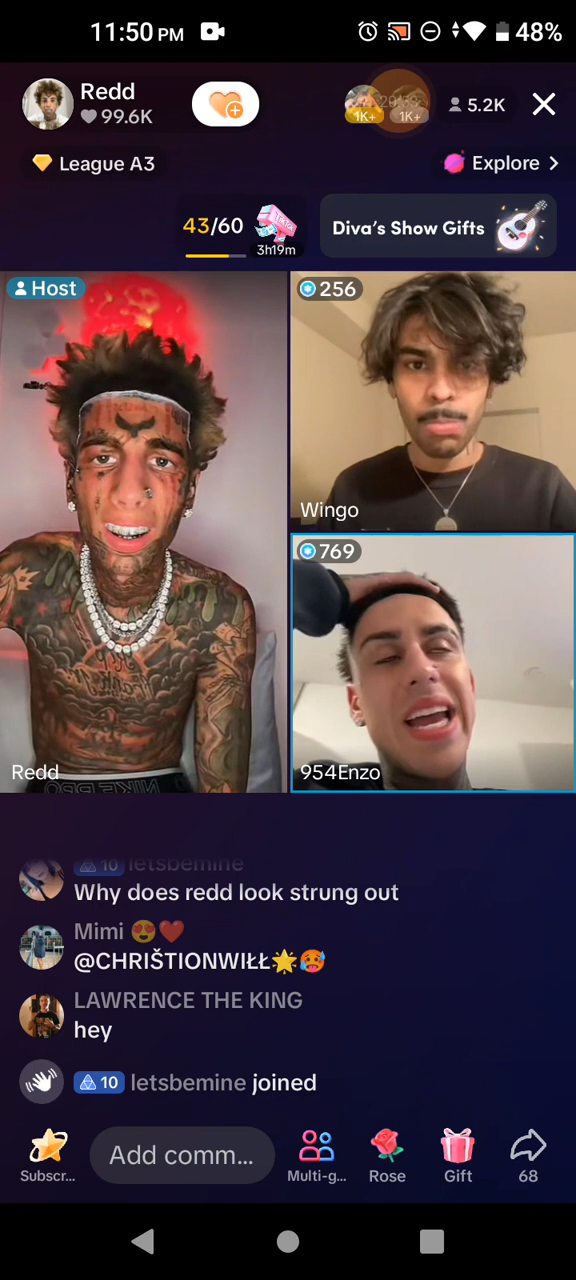 11:50 PM
48%
Redd
99.6K
1K+
1K+
5.2K
League A3
Explore
43/60
3h19m
Diva's Show Gifts
Host
256
Wingo
769
Redd
954Enzo
10 letsbemine
Why does redd look strung out
Mimi 😍❤️
@CHRIŠTIONWIŁŁ🌟🥵
LAWRENCE THE KING
hey
10 letsbemine joined
Add comm...
Subscr...
Multi-g...
Rose
Gift
68